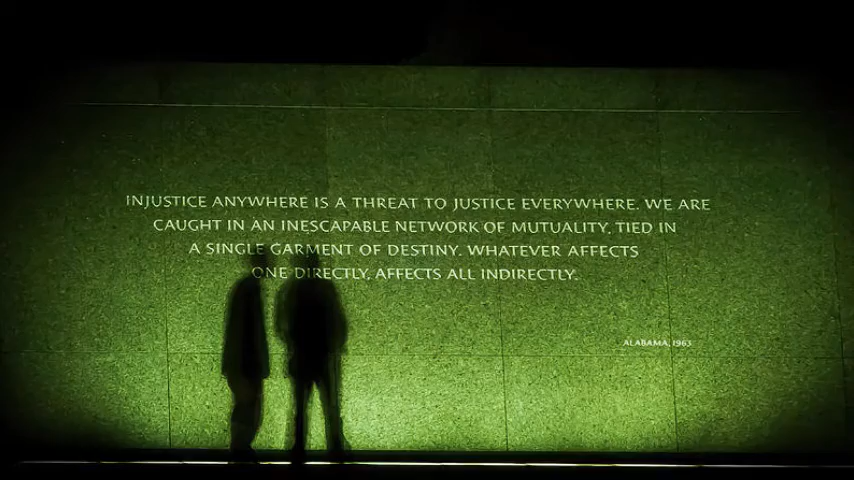 INJUSTICE ANYWHERE IS A THREAT TO JUSTICE EVERYWHERE. WE ARE
CAUGHT IN AN INESCAPABLE NETWORK OF MUTUALITY, TIED IN
A SINGLE GARMENT OF DESTINY. WHATEVER AFFECTS
ONE DIRECTLY, AFFECTS ALL INDIRECTLY.
ALABAMA, 1963